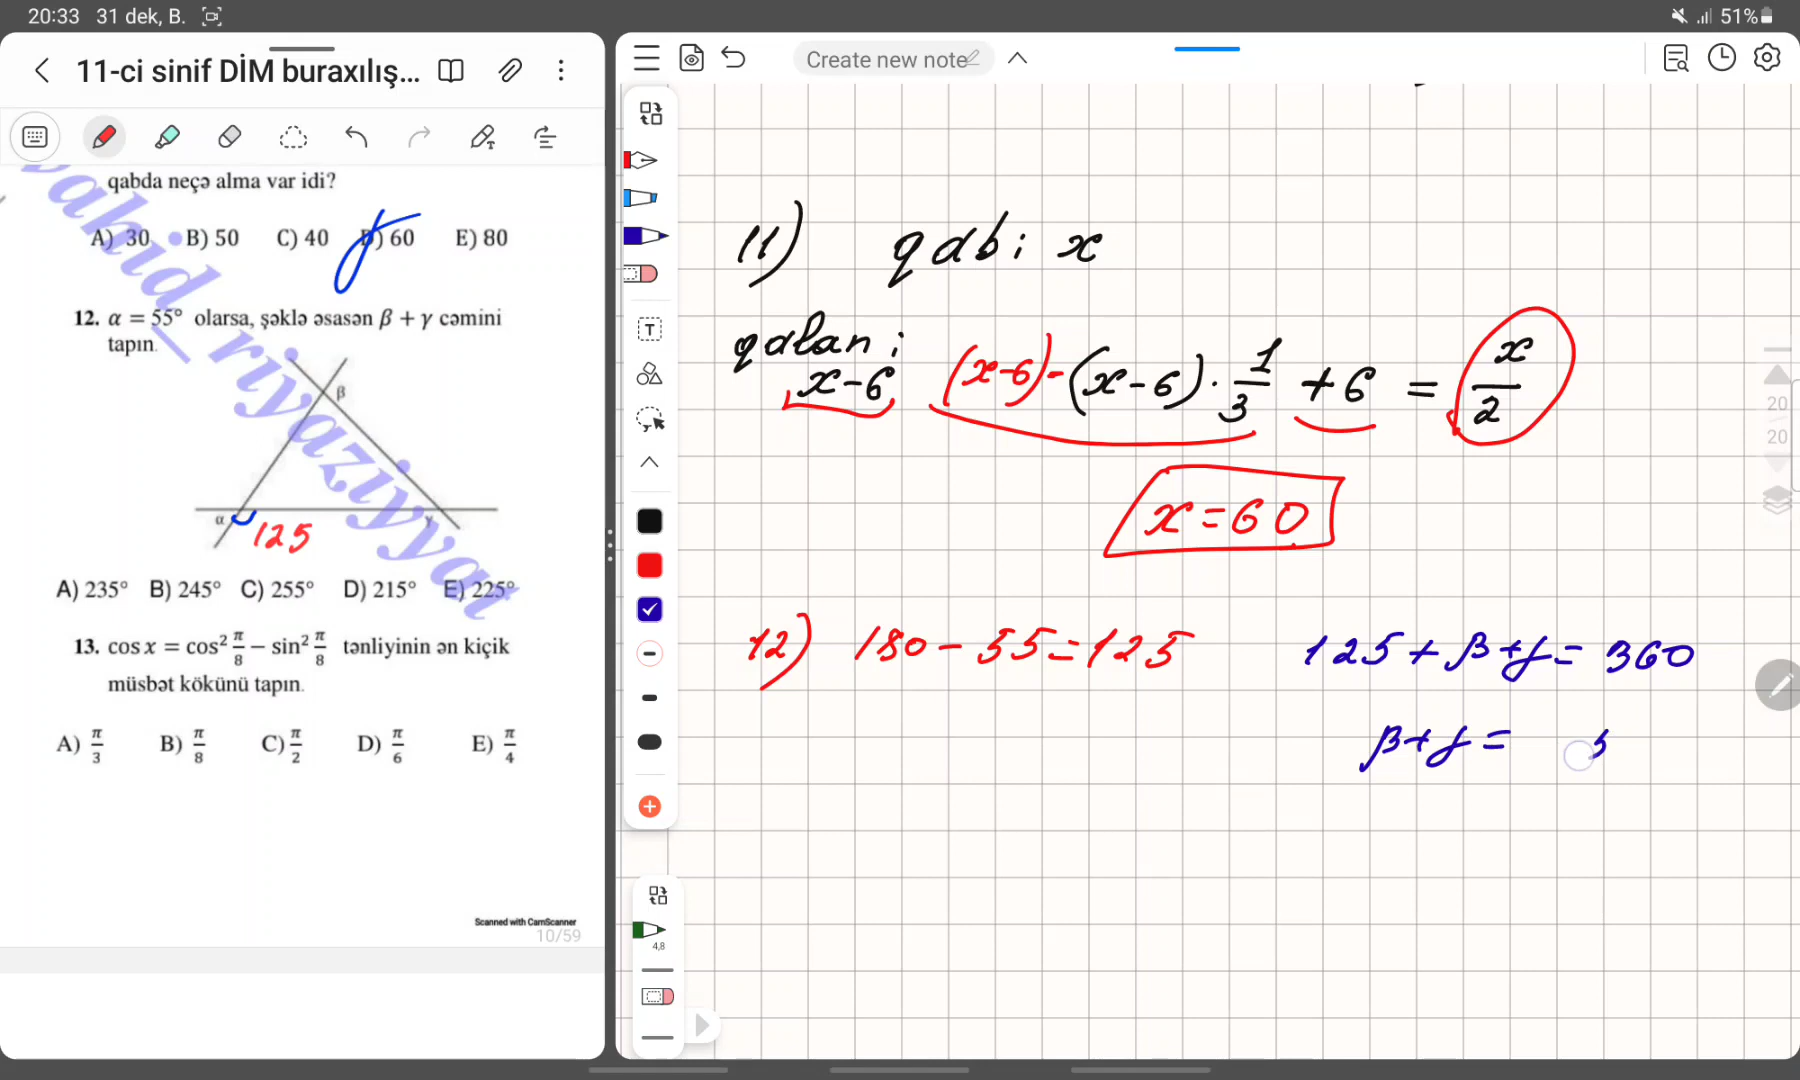 20:33 31 dek, B.
51%
11-ci sinif DİM buraxılış...
qabda neçə alma var idi?
A) 30 B) 50 C) 40 D) 60 E) 80
12. α = 55° olarsa, şəklə əsasən β + γ cəmini
tapın.
β
α
γ
125
A) 235° B) 245° C) 255° D) 215° E) 225°
13. cos x = cos² π/8 − sin² π/8 tənliyinin ən kiçik
müsbət kökünü tapın.
A) π/3 B) π/8 C) π/2 D) π/6 E) π/4
Scanned with CamScanner
10/59
vahid_riyaziyyat
Create new note
T
4,8
20
20
11) qabi x
qalan;
x-6 (x-6)-(x-6)·1/3 +6 = x/2
x=60
12) 180-55=125 125+β+γ=360
β+γ=